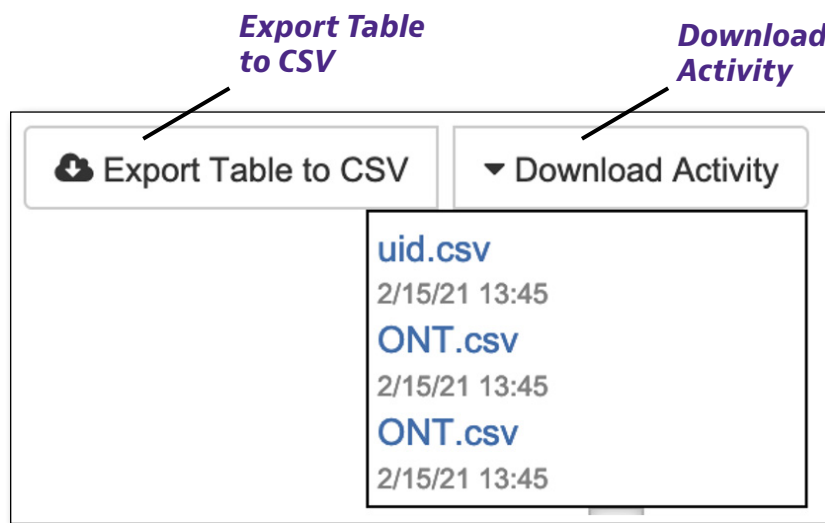 Export Table
to CSV
Download
Activity
Export Table to CSV
Download Activity
uid.csv
2/15/21 13:45
ONT.csv
2/15/21 13:45
ONT.csv
2/15/21 13:45